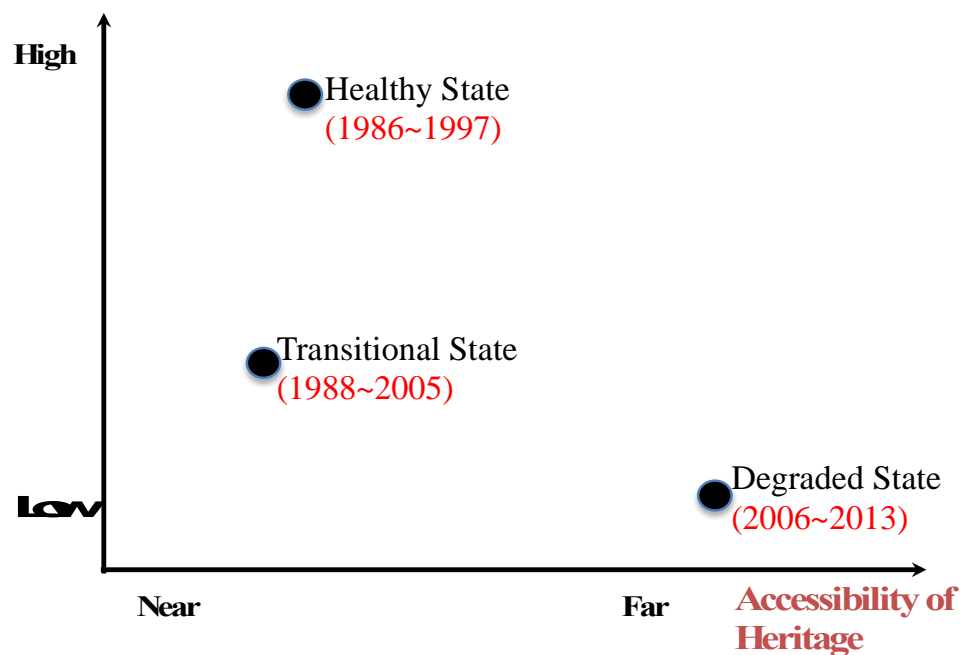 High
Healthy State
(1986~1997)
Transitional State
(1988~2005)
Low
Degraded State
(2006~2013)
Near
Far
Accessibility of
Heritage